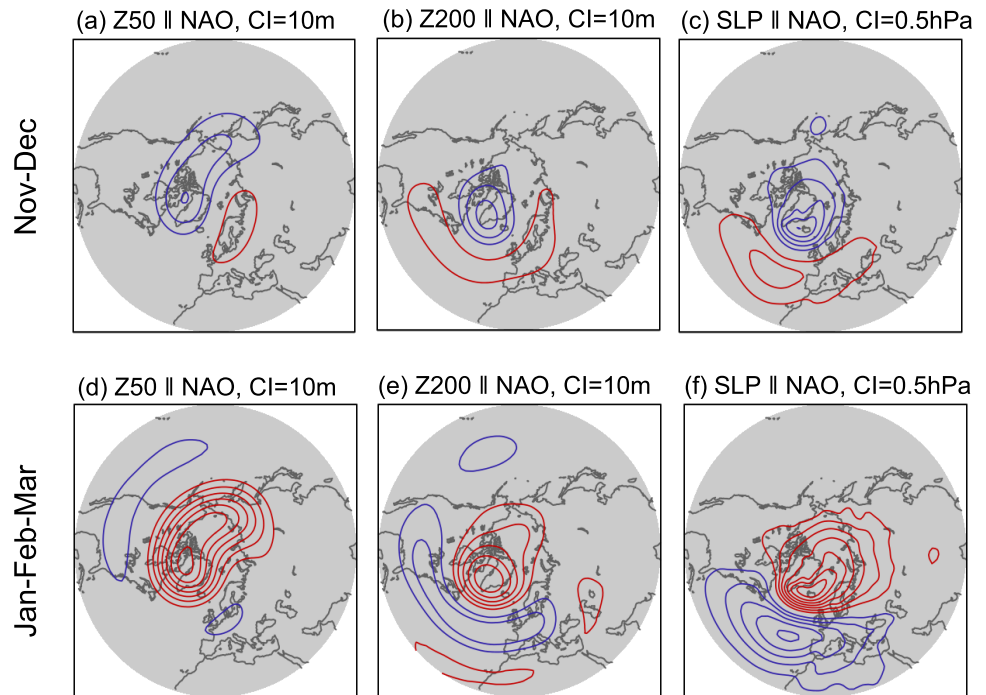 (a) Z50 ǁ NAO, CI=10m
(b) Z200 ǁ NAO, CI=10m
(c) SLP ǁ NAO, CI=0.5hPa
Nov-Dec
(d) Z50 ǁ NAO, CI=10m
(e) Z200 ǁ NAO, CI=10m
(f) SLP ǁ NAO, CI=0.5hPa
Jan-Feb-Mar